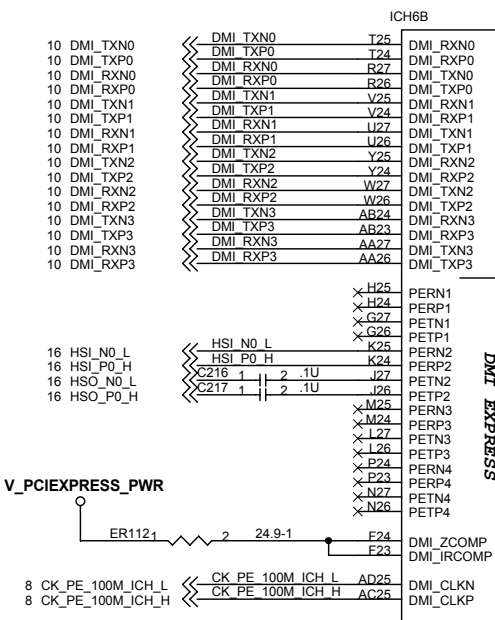 ICH6B
10 DMI_TXN0 DMI_TXN0 T25 DMI_RXN0
10 DMI_TXP0 DMI_TXP0 T24 DMI_RXP0
10 DMI_RXN0 DMI_RXN0 R27 DMI_TXN0
10 DMI_RXP0 DMI_RXP0 R26 DMI_TXP0
10 DMI_TXN1 DMI_TXN1 V25 DMI_RXN1
10 DMI_TXP1 DMI_TXP1 V24 DMI_RXP1
10 DMI_RXN1 DMI_RXN1 U27 DMI_TXN1
10 DMI_RXP1 DMI_RXP1 U26 DMI_TXP1
10 DMI_TXN2 DMI_TXN2 Y25 DMI_RXN2
10 DMI_TXP2 DMI_TXP2 Y24 DMI_RXP2
10 DMI_RXN2 DMI_RXN2 W27 DMI_TXN2
10 DMI_RXP2 DMI_RXP2 W26 DMI_TXP2
10 DMI_TXN3 DMI_TXN3 AB24 DMI_RXN3
10 DMI_TXP3 DMI_TXP3 AB23 DMI_RXP3
10 DMI_RXN3 DMI_RXN3 AA27 DMI_TXN3
10 DMI_RXP3 DMI_RXP3 AA26 DMI_TXP3
H25 PERN1
H24 PERP1
G27 PETN1
G26 PETP1
16 HSI_N0_L HSI_N0_L K25 PERN2
16 HSI_P0_H HSI_P0_H K24 PERP2
16 HSO_N0_L C216 1 2 .1U J27 PETN2
16 HSO_P0_H C217 1 2 .1U J26 PETP2
M25 PERN3
M24 PERP3
L27 PETN3
L26 PETP3
P24 PERN4
P23 PERP4
N27 PETN4
N26 PETP4
DMI EXPRESS
V_PCIEXPRESS_PWR
ER112 1 2 24.9-1 F24 DMI_ZCOMP
F23 DMI_IRCOMP
8 CK_PE_100M_ICH_L CK_PE_100M_ICH_L AD25 DMI_CLKN
8 CK_PE_100M_ICH_H CK_PE_100M_ICH_H AC25 DMI_CLKP